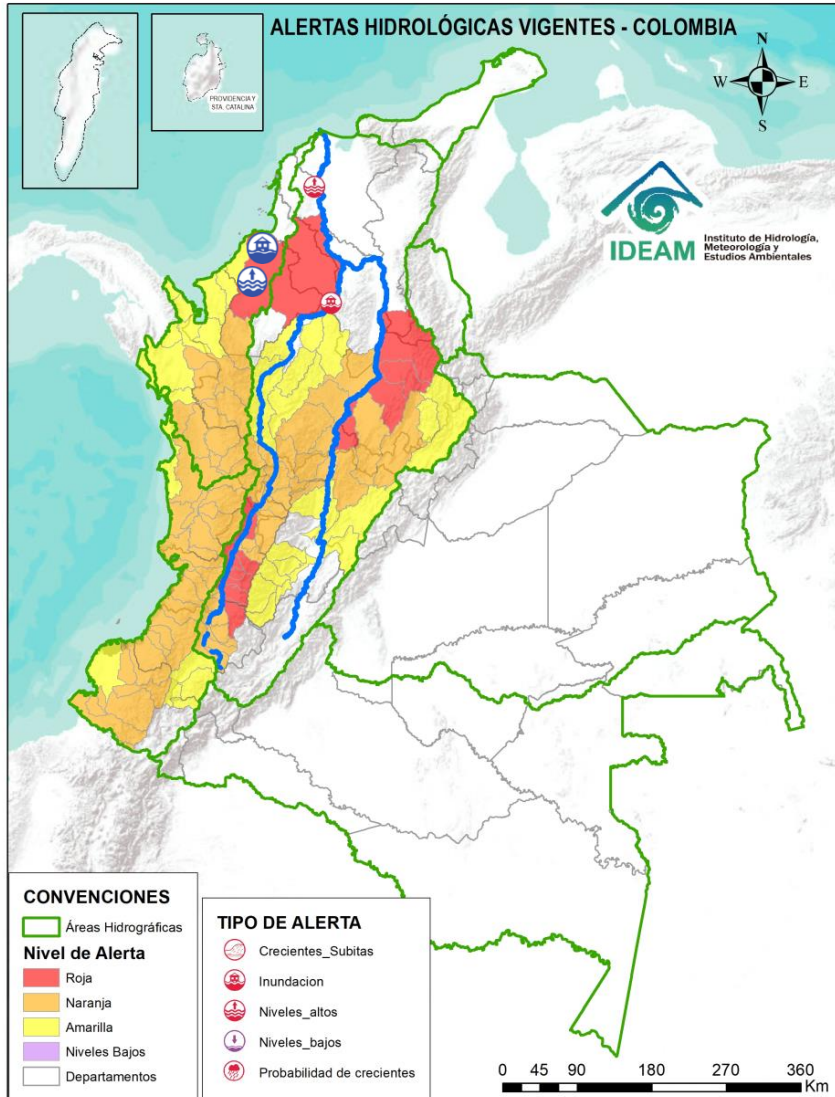 ALERTAS HIDROLÓGICAS VIGENTES - COLOMBIA
PROVIDENCIA Y
STA. CATALINA
N
W
E
S
IDEAM
Instituto de Hidrología,
Meteorología y
Estudios Ambientales
CONVENCIONES
Áreas Hidrográficas
Nivel de Alerta
Roja
Naranja
Amarilla
Niveles Bajos
Departamentos
TIPO DE ALERTA
Crecientes_Subitas
Inundacion
Niveles_altos
Niveles_bajos
Probabilidad de crecientes
0 45 90 180 270 360
Km